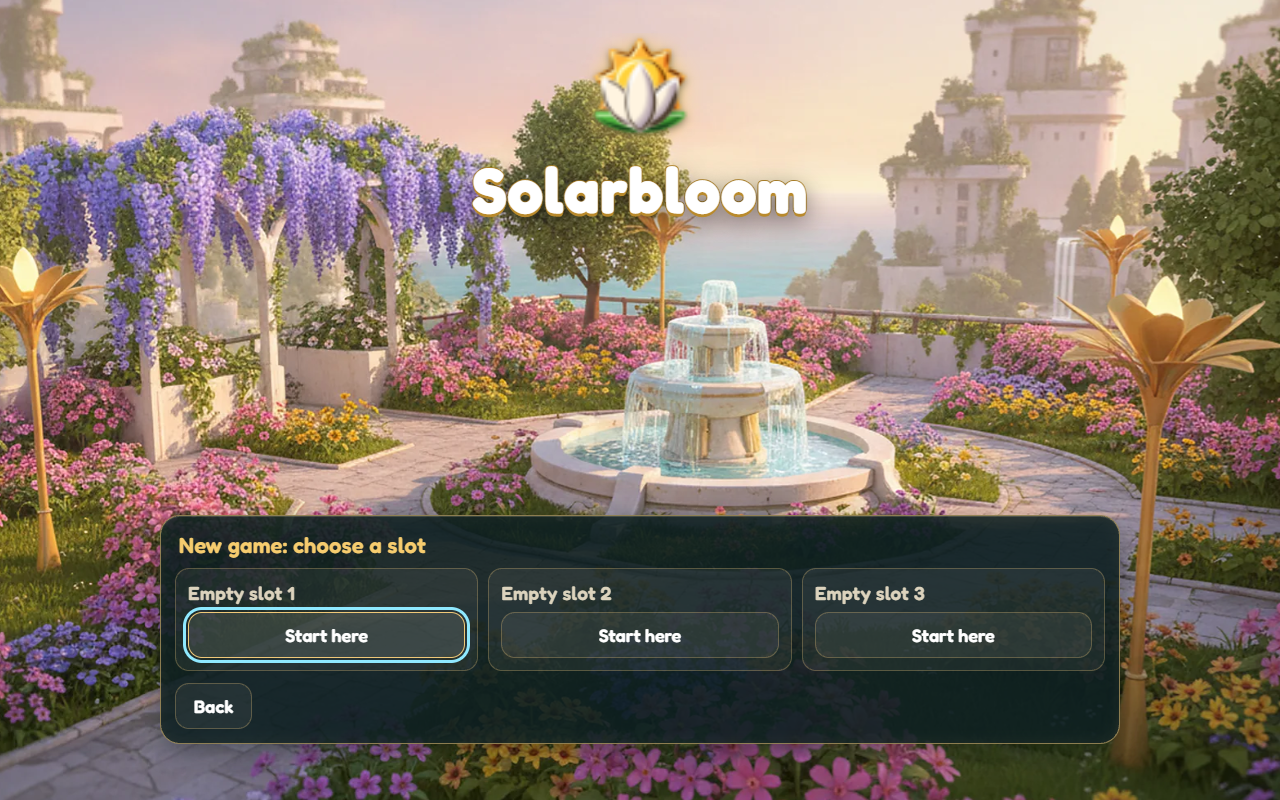 Solarbloom
New game: choose a slot
Empty slot 1
Start here
Empty slot 2
Start here
Empty slot 3
Start here
Back